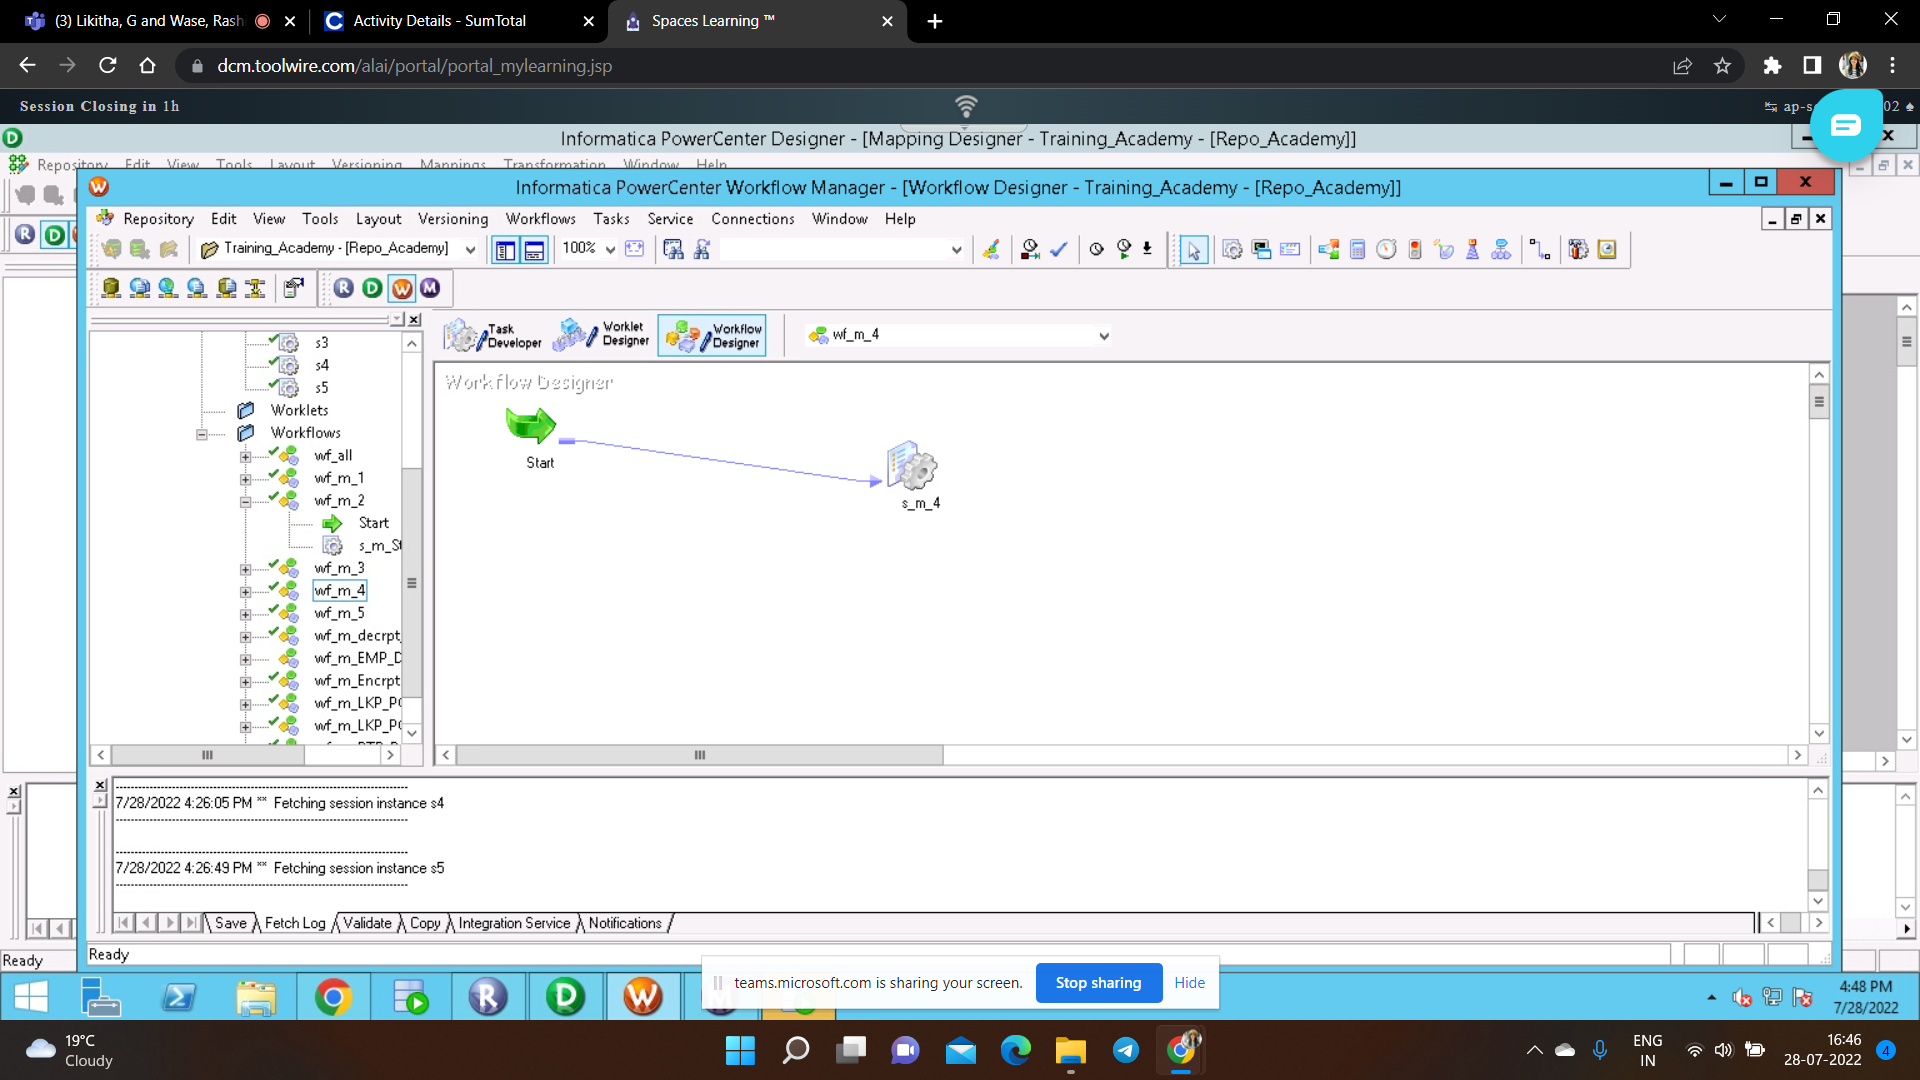 (3) Likitha, G and Wase, Rash
Activity Details - SumTotal
Spaces Learning ™
dcm.toolwire.com/alai/portal/portal_mylearning.jsp
Session Closing in 1h
02
Informatica PowerCenter Designer - [Mapping Designer - Training_Academy - [Repo_Academy]]
Repository Edit View Tools Layout Versioning Mappings Transformation Window Help
Informatica PowerCenter Workflow Manager - [Workflow Designer - Training_Academy - [Repo_Academy]]
Repository Edit View Tools Layout Versioning Workflows Tasks Service Connections Window Help
Training_Academy - [Repo_Academy]
100%
R D W M
Task Developer
Worklet Designer
Workflow Designer
wf_m_4
s3
s4
s5
Worklets
Workflows
wf_all
wf_m_1
wf_m_2
Start
s_m_St
wf_m_3
wf_m_4
wf_m_5
wf_m_decrpt_
wf_m_EMP_D
wf_m_Encrpt
wf_m_LKP_PC
wf_m_LKP_PC
Workflow Designer
Start
s_m_4
7/28/2022 4:26:05 PM ** Fetching session instance s4
7/28/2022 4:26:49 PM ** Fetching session instance s5
Save Fetch Log Validate Copy Integration Service Notifications
Ready
Ready
teams.microsoft.com is sharing your screen.
Stop sharing
Hide
4:48 PM
7/28/2022
19°C
Cloudy
ENG
IN
16:46
28-07-2022
4